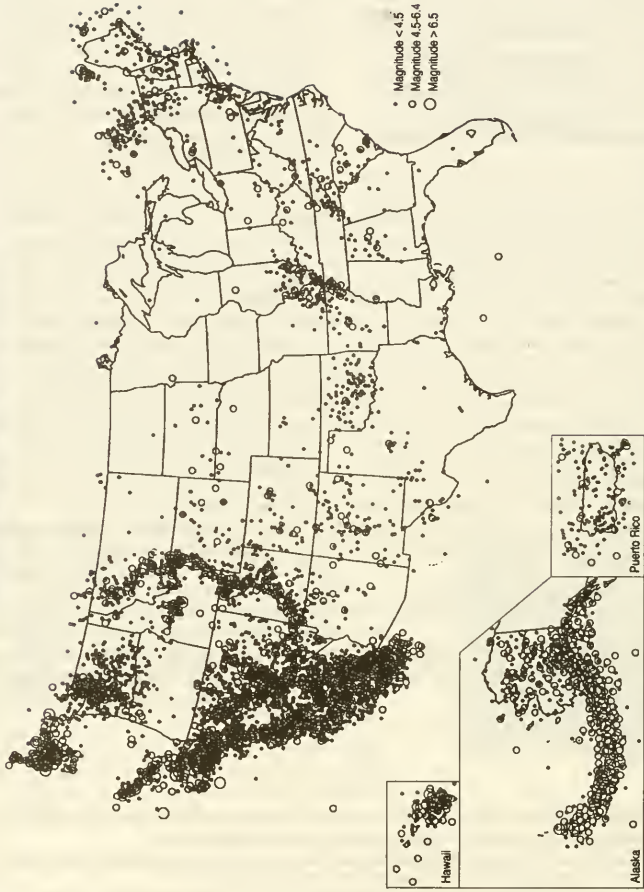 Magnitude < 4.5
Magnitude 4.5-6.4
Magnitude > 6.5
Hawaii
Alaska
Puerto Rico